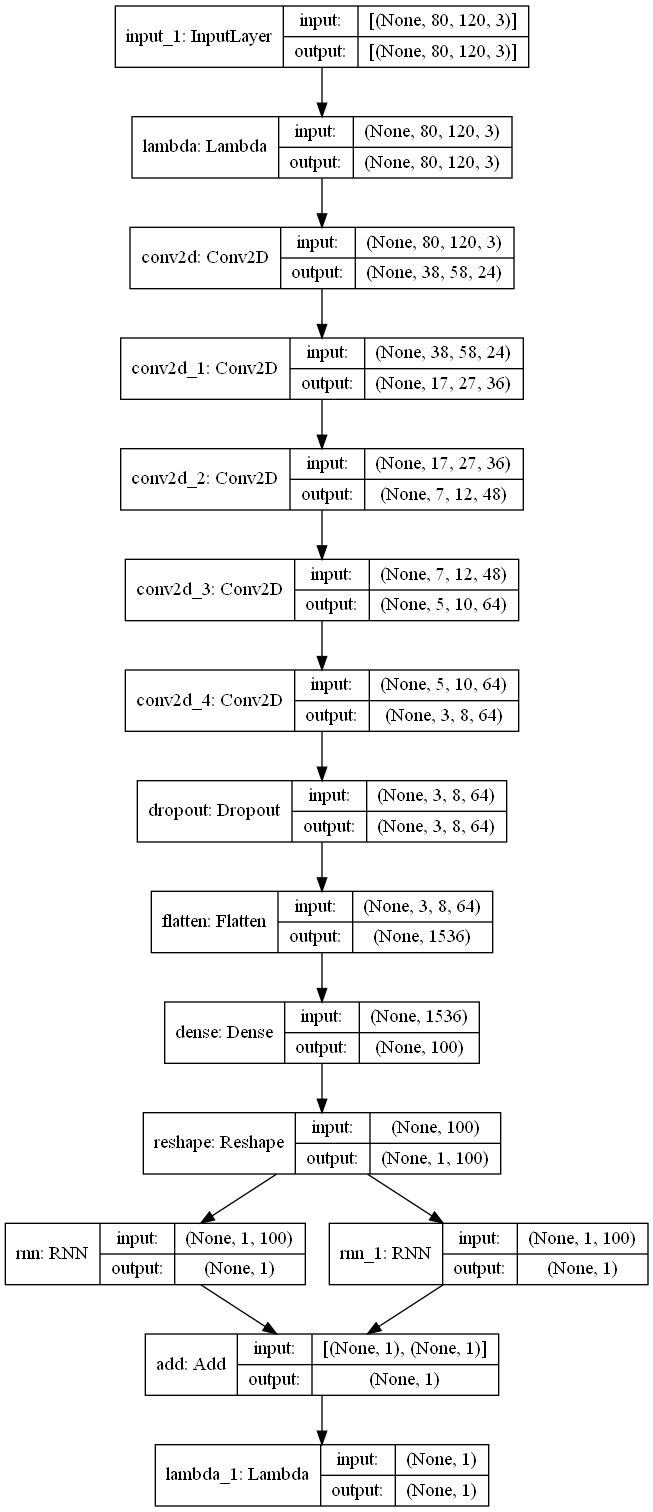 input_1: InputLayer
input: [(None, 80, 120, 3)]
output: [(None, 80, 120, 3)]
lambda: Lambda
input: (None, 80, 120, 3)
output: (None, 80, 120, 3)
conv2d: Conv2D
input: (None, 80, 120, 3)
output: (None, 38, 58, 24)
conv2d_1: Conv2D
input: (None, 38, 58, 24)
output: (None, 17, 27, 36)
conv2d_2: Conv2D
input: (None, 17, 27, 36)
output: (None, 7, 12, 48)
conv2d_3: Conv2D
input: (None, 7, 12, 48)
output: (None, 5, 10, 64)
conv2d_4: Conv2D
input: (None, 5, 10, 64)
output: (None, 3, 8, 64)
dropout: Dropout
input: (None, 3, 8, 64)
output: (None, 3, 8, 64)
flatten: Flatten
input: (None, 3, 8, 64)
output: (None, 1536)
dense: Dense
input: (None, 1536)
output: (None, 100)
reshape: Reshape
input: (None, 100)
output: (None, 1, 100)
rnn: RNN
input: (None, 1, 100)
output: (None, 1)
rnn_1: RNN
input: (None, 1, 100)
output: (None, 1)
add: Add
input: [(None, 1), (None, 1)]
output: (None, 1)
lambda_1: Lambda
input: (None, 1)
output: (None, 1)